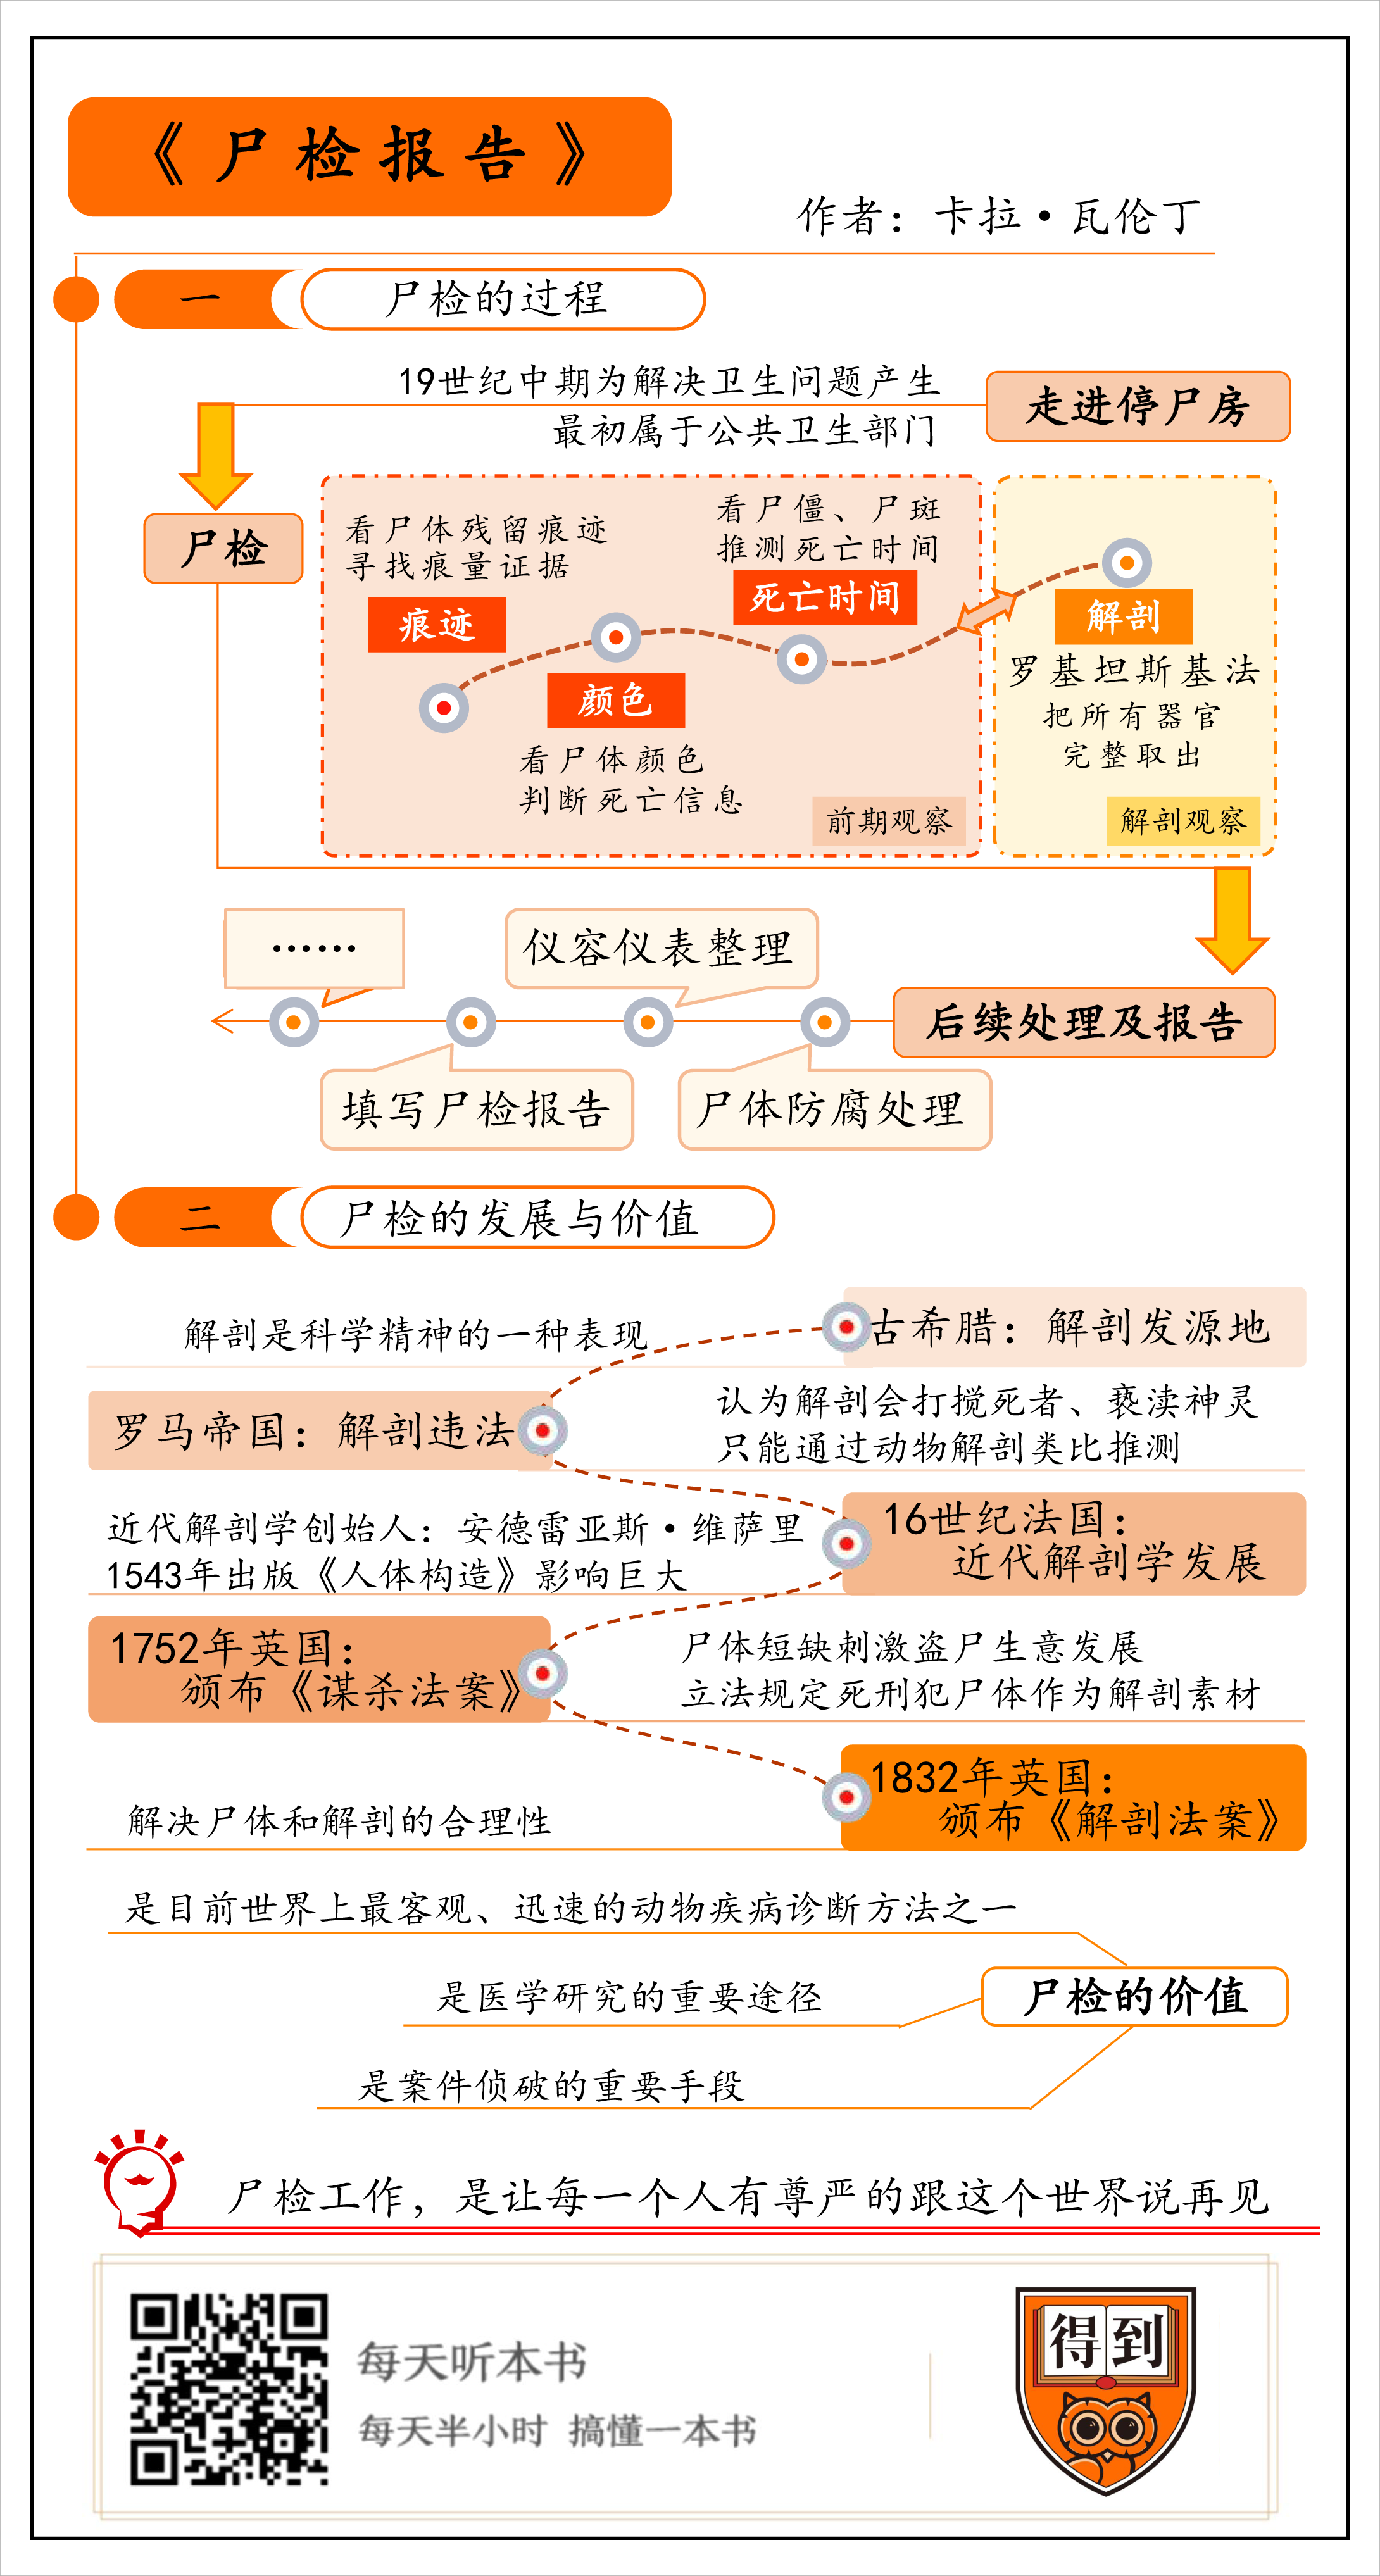 《尸检报告》
作者：卡拉·瓦伦丁
一
尸检的过程
19世纪中期为解决卫生问题产生
最初属于公共卫生部门
走进停尸房
尸检
看尸体残留痕迹
寻找痕量证据
痕迹
颜色
看尸体颜色
判断死亡信息
看尸僵、尸斑
推测死亡时间
死亡时间
前期观察
解剖
罗基坦斯基法
把所有器官
完整取出
解剖观察
后续处理及报告
尸体防腐处理
仪容仪表整理
填写尸检报告
……
二
尸检的发展与价值
古希腊：解剖发源地
解剖是科学精神的一种表现
罗马帝国：解剖违法
认为解剖会打搅死者、亵渎神灵
只能通过动物解剖类比推测
16世纪法国：
近代解剖学发展
近代解剖学创始人：安德雷亚斯·维萨里
1543年出版《人体构造》影响巨大
1752年英国：
颁布《谋杀法案》
尸体短缺刺激盗尸生意发展
立法规定死刑犯尸体作为解剖素材
1832年英国：
颁布《解剖法案》
解决尸体和解剖的合理性
尸检的价值
是目前世界上最客观、迅速的动物疾病诊断方法之一
是医学研究的重要途径
是案件侦破的重要手段
尸检工作，是让每一个人有尊严的跟这个世界说再见
每天听本书
每天半小时 搞懂一本书
得到